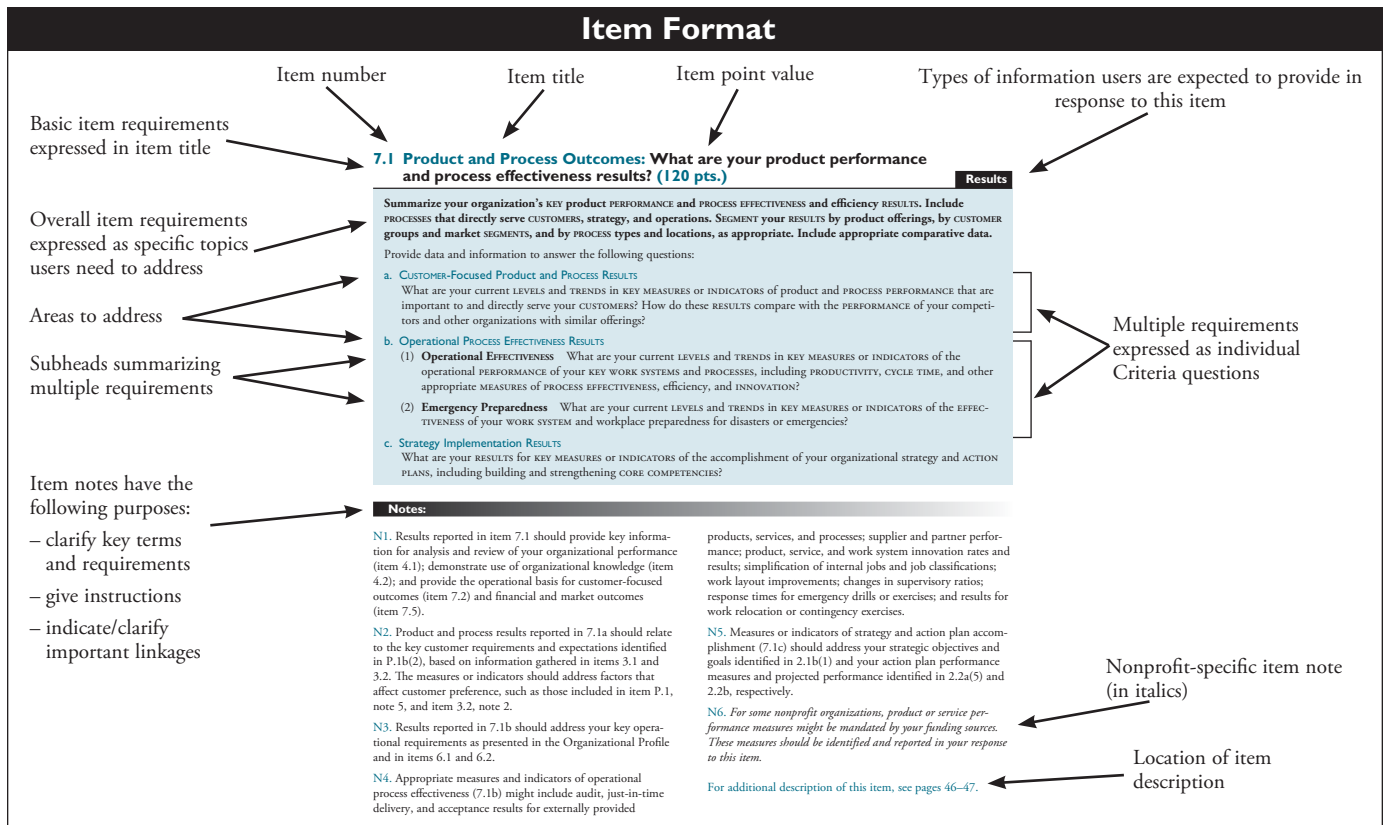 Item Format
Item number
Item title
Item point value
Types of information users are expected to provide in
response to this item
Basic item requirements
expressed in item title
7.1 Product and Process Outcomes: What are your product performance
and process effectiveness results? (120 pts.)
Results
Overall item requirements
expressed as specific topics
users need to address
Areas to address
Subheads summarizing
multiple requirements
Summarize your organization's KEY product PERFORMANCE and PROCESS EFFECTIVENESS and efficiency RESULTS. Include
PROCESSES that directly serve CUSTOMERS, strategy, and operations. SEGMENT your RESULTS by product offerings, by CUSTOMER
groups and market SEGMENTS, and by PROCESS types and locations, as appropriate. Include appropriate comparative data.
Provide data and information to answer the following questions:
a. CUSTOMER-Focused Product and PROCESS RESULTS
What are your current LEVELS and TRENDS in KEY MEASURES or INDICATORS of product and PROCESS PERFORMANCE that are
important to and directly serve your CUSTOMERS? How do these RESULTS compare with the PERFORMANCE of your competi-
tors and other organizations with similar offerings?
b. Operational PROCESS EFFECTIVENESS RESULTS
(1) Operational EFFECTIVENESS What are your current LEVELS and TRENDS in KEY MEASURES or INDICATORS of the
operational PERFORMANCE of your KEY WORK SYSTEMS and PROCESSES, including PRODUCTIVITY, CYCLE TIME, and other
appropriate MEASURES of PROCESS EFFECTIVENESS, efficiency, and INNOVATION?
(2) Emergency Preparedness What are your current LEVELS and TRENDS in KEY MEASURES or INDICATORS of the EFFEC-
TIVENESS of your WORK SYSTEM and workplace preparedness for disasters or emergencies?
c. Strategy Implementation RESULTS
What are your RESULTS for KEY MEASURES or INDICATORS of the accomplishment of your organizational strategy and ACTION
PLANS, including building and strengthening CORE COMPETENCIES?
Multiple requirements
expressed as individual
Criteria questions
Item notes have the
following purposes:
– clarify key terms
and requirements
– give instructions
– indicate/clarify
important linkages
Notes:
N1. Results reported in item 7.1 should provide key informa-
tion for analysis and review of your organizational performance
(item 4.1); demonstrate use of organizational knowledge (item
4.2); and provide the operational basis for customer-focused
outcomes (item 7.2) and financial and market outcomes
(item 7.5).
N2. Product and process results reported in 7.1a should relate
to the key customer requirements and expectations identified
in P.1b(2), based on information gathered in items 3.1 and
3.2. The measures or indicators should address factors that
affect customer preference, such as those included in item P.1,
note 5, and item 3.2, note 2.
N3. Results reported in 7.1b should address your key opera-
tional requirements as presented in the Organizational Profile
and in items 6.1 and 6.2.
N4. Appropriate measures and indicators of operational
process effectiveness (7.1b) might include audit, just-in-time
delivery, and acceptance results for externally provided
products, services, and processes; supplier and partner perfor-
mance; product, service, and work system innovation rates and
results; simplification of internal jobs and job classifications;
work layout improvements; changes in supervisory ratios;
response times for emergency drills or exercises; and results for
work relocation or contingency exercises.
N5. Measures or indicators of strategy and action plan accom-
plishment (7.1c) should address your strategic objectives and
goals identified in 2.1b(1) and your action plan performance
measures and projected performance identified in 2.2a(5) and
2.2b, respectively.
N6. For some nonprofit organizations, product or service per-
formance measures might be mandated by your funding sources.
These measures should be identified and reported in your response
to this item.
For additional description of this item, see pages 46–47.
Nonprofit-specific item note
(in italics)
Location of item
description